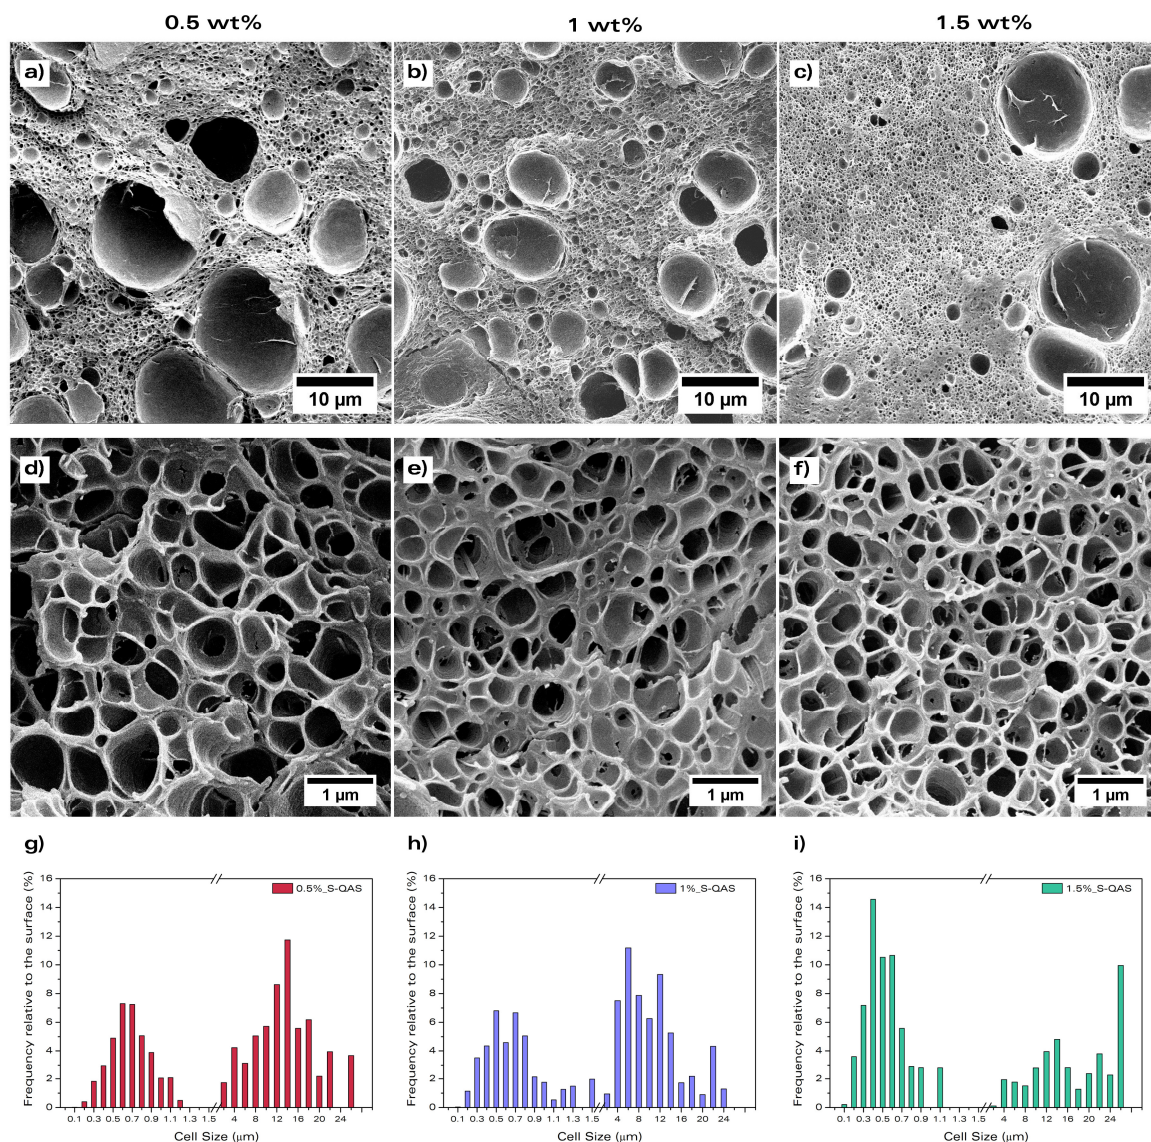 0.5 wt% 1 wt% 1.5 wt%
a) b) c)
10 µm 10 µm 10 µm
d) e) f)
1 µm 1 µm 1 µm
g) h) i)
Frequency relative to the surface (%)
16
14
12
10
8
6
4
2
0
0.5%_S-QAS
0.1 0.3 0.5 0.7 0.9 1.1 1.3 1.5 4 8 12 16 20 24
Cell Size (µm)
Frequency relative to the surface (%)
16
14
12
10
8
6
4
2
0
1%_S-QAS
0.1 0.3 0.5 0.7 0.9 1.1 1.3 1.5 4 8 12 16 20 24
Cell Size (µm)
Frequency relative to the surface (%)
16
14
12
10
8
6
4
2
0
1.5%_S-QAS
0.1 0.3 0.5 0.7 0.9 1.1 1.3 1.5 4 8 12 16 20 24
Cell Size (µm)